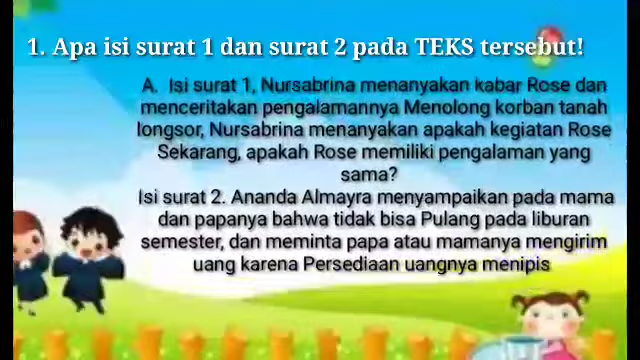 1. Apa isi surat 1 dan surat 2 pada TEKS tersebut!
A. Isi surat 1, Nursabrina menanyakan kabar Rose dan
menceritakan pengalamannya Menolong korban tanah
longsor, Nursabrina menanyakan apakah kegiatan Rose
Sekarang, apakah Rose memiliki pengalaman yang
sama?
Isi surat 2. Ananda Almayra menyampaikan pada mama
dan papanya bahwa tidak bisa Pulang pada liburan
semester, dan meminta papa atau mamanya mengirim
uang karena Persediaan uangnya menipis